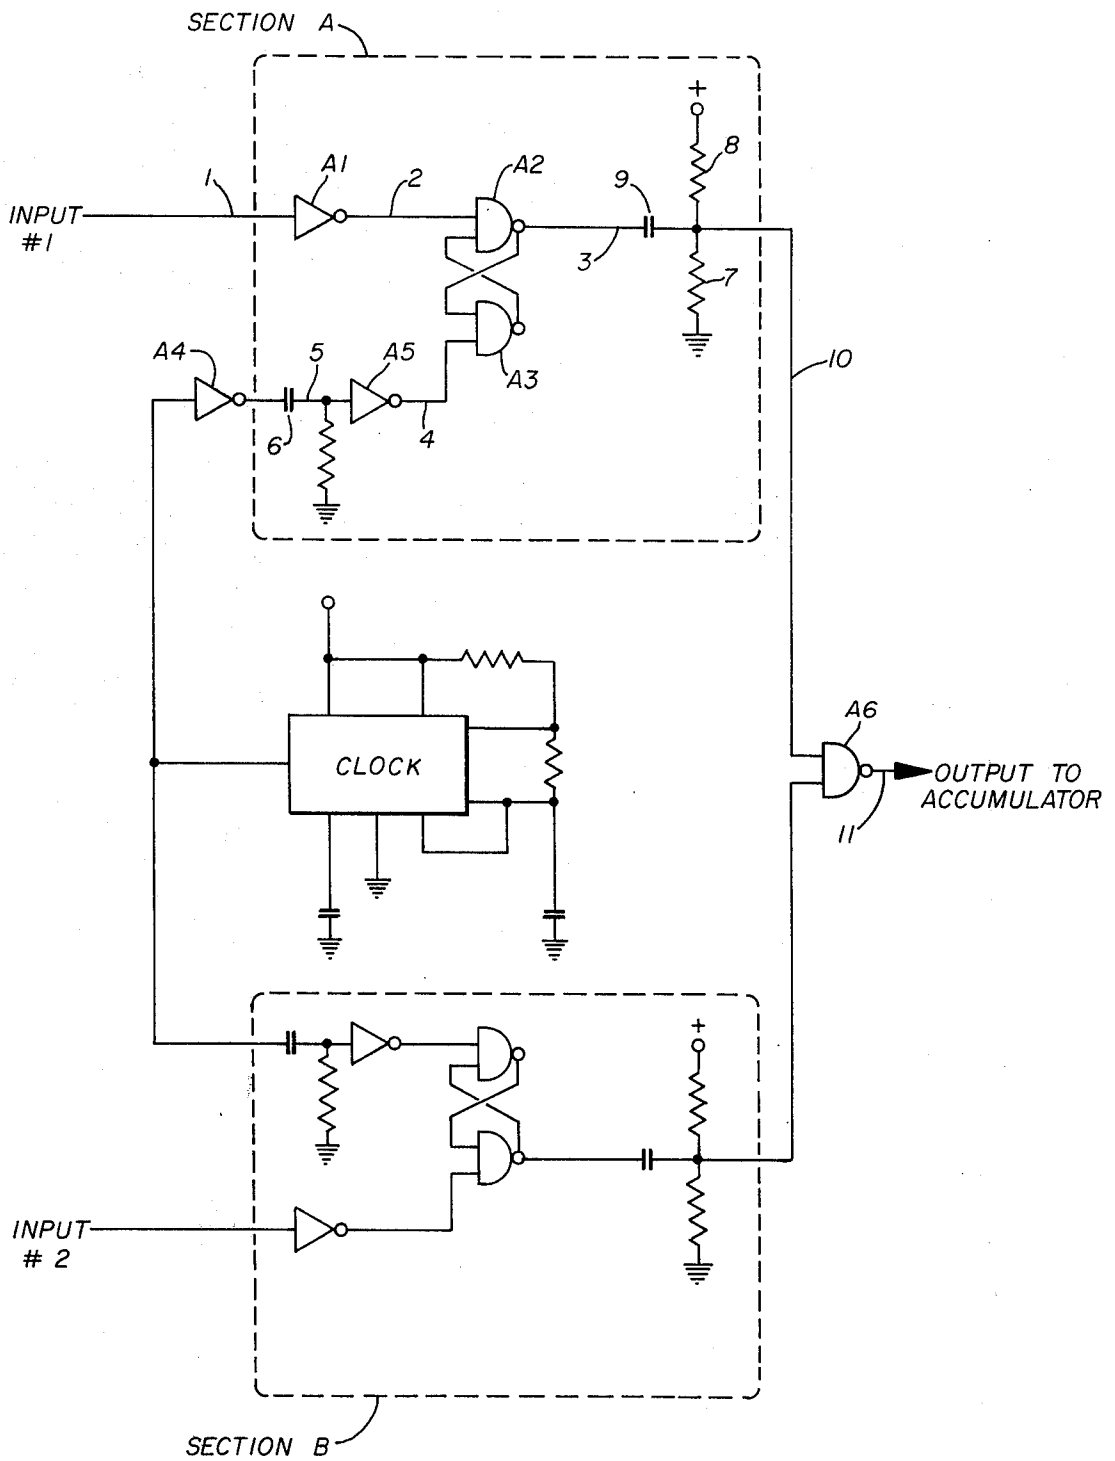 SECTION A
+
8
A1
A2
1
2
9
INPUT
#1
3
7
A4
5
A5
A3
10
6
4
A6
CLOCK
OUTPUT TO
ACCUMULATOR
11
+
INPUT
# 2
SECTION B